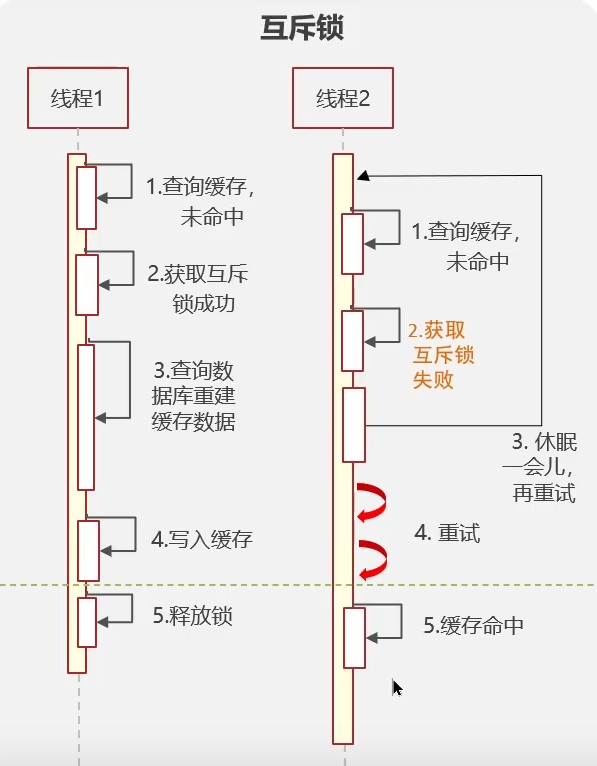 互斥锁
线程1
线程2
1.查询缓存，
未命中
2.获取互斥
锁成功
3.查询数
据库重建
缓存数据
4.写入缓存
5.释放锁
1.查询缓存，
未命中
2.获取
互斥锁
失败
3. 休眠
一会儿，
再重试
4. 重试
5.缓存命中